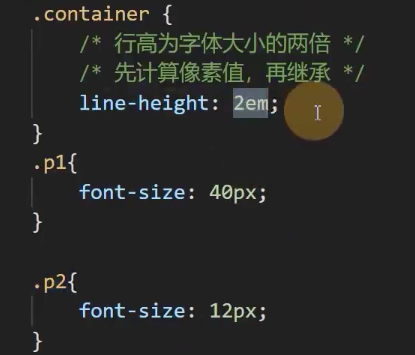 .container {
/* 行高为字体大小的两倍 */
/* 先计算像素值，再继承 */
line-height: 2em;
}
.p1{
font-size: 40px;
}
.p2{
font-size: 12px;
}